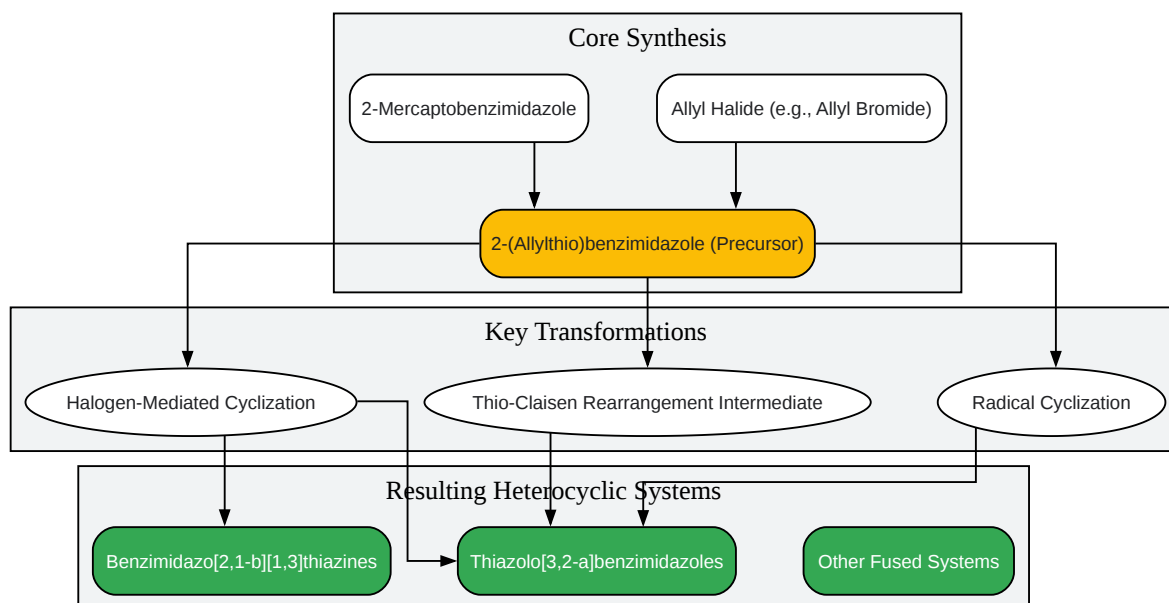 Core Synthesis
2-Mercaptobenzimidazole
Allyl Halide (e.g., Allyl Bromide)
2-(Allylthio)benzimidazole (Precursor)
Key Transformations
Halogen-Mediated Cyclization
Thio-Claisen Rearrangement Intermediate
Radical Cyclization
Resulting Heterocyclic Systems
Benzimidazo[2,1-b][1,3]thiazines
Thiazolo[3,2-a]benzimidazoles
Other Fused Systems